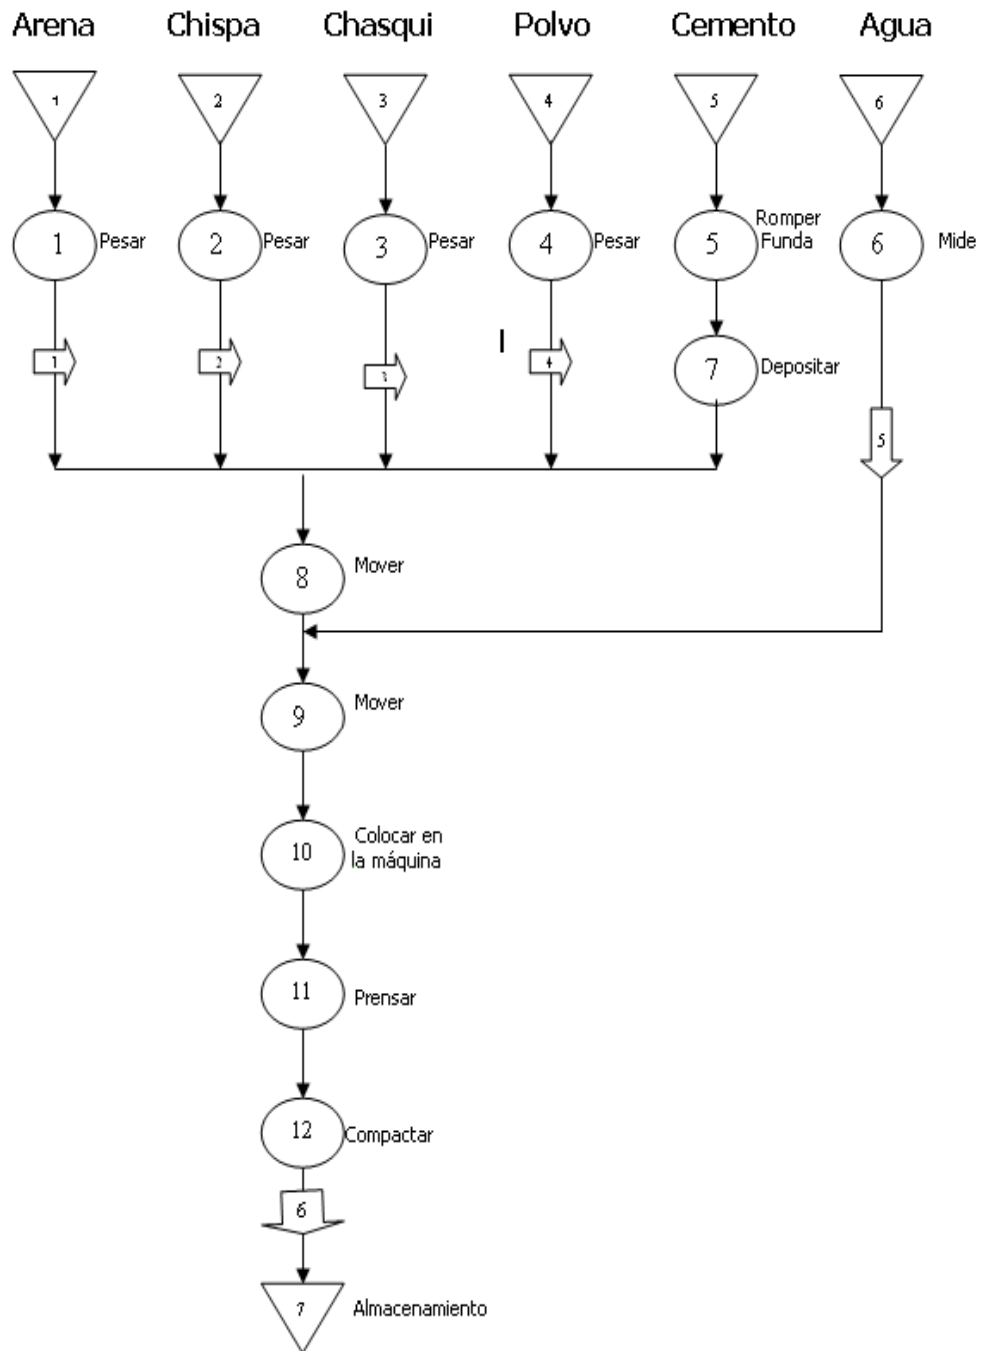 Arena Chispa Chasqui Polvo Cemento Agua
1 2 3 4 5 6
1 Pesar 2 Pesar 3 Pesar 4 Pesar 5 Romper
Funda 6 Mide
1 2 3 4 7 Depositar
5
8 Mover
9 Mover
10 Colocar en
la máquina
11 Prensar
12 Compactar
6
7 Almacenamiento